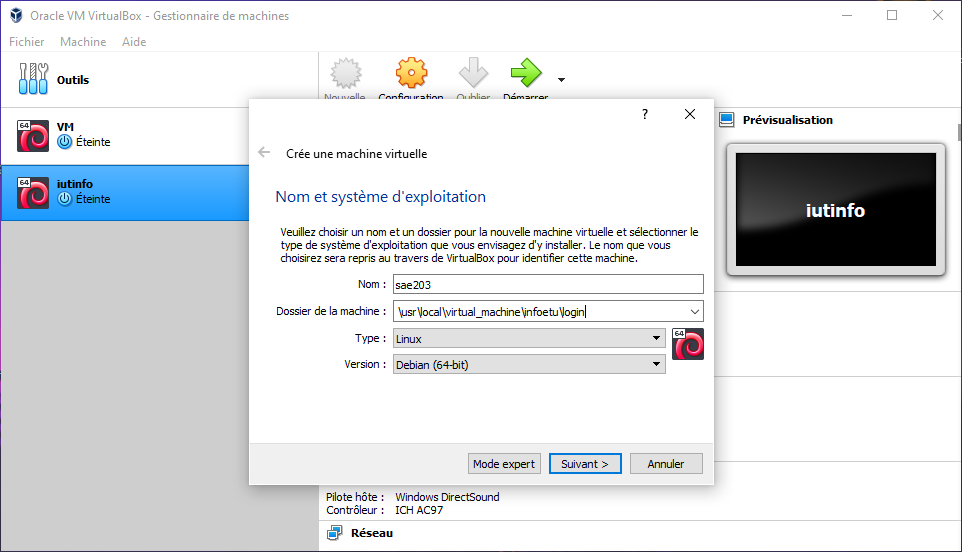 Oracle VM VirtualBox - Gestionnaire de machines
Fichier Machine Aide
Outils
Nouvelle Configuration Oublier Démarrer
64 VM
Éteinte
64 iutinfo
Éteinte
Prévisualisation
iutinfo
?
Crée une machine virtuelle
Nom et système d'exploitation
Veuillez choisir un nom et un dossier pour la nouvelle machine virtuelle et sélectionner le
type de système d'exploitation que vous envisagez d'y installer. Le nom que vous
choisirez sera repris au travers de VirtualBox pour identifier cette machine.
Nom : sae203
Dossier de la machine : \usr\local\virtual_machine\infoetu\login
Type : Linux
64
Version : Debian (64-bit)
Mode expert Suivant > Annuler
Pilote hôte : Windows DirectSound
Contrôleur : ICH AC97
Réseau